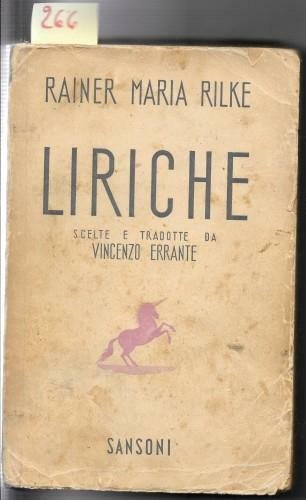 266
RAINER MARIA RILKE
LIRICHE
SCELTE E TRADOTTE DA
VINCENZO ERRANTE
SANSONI